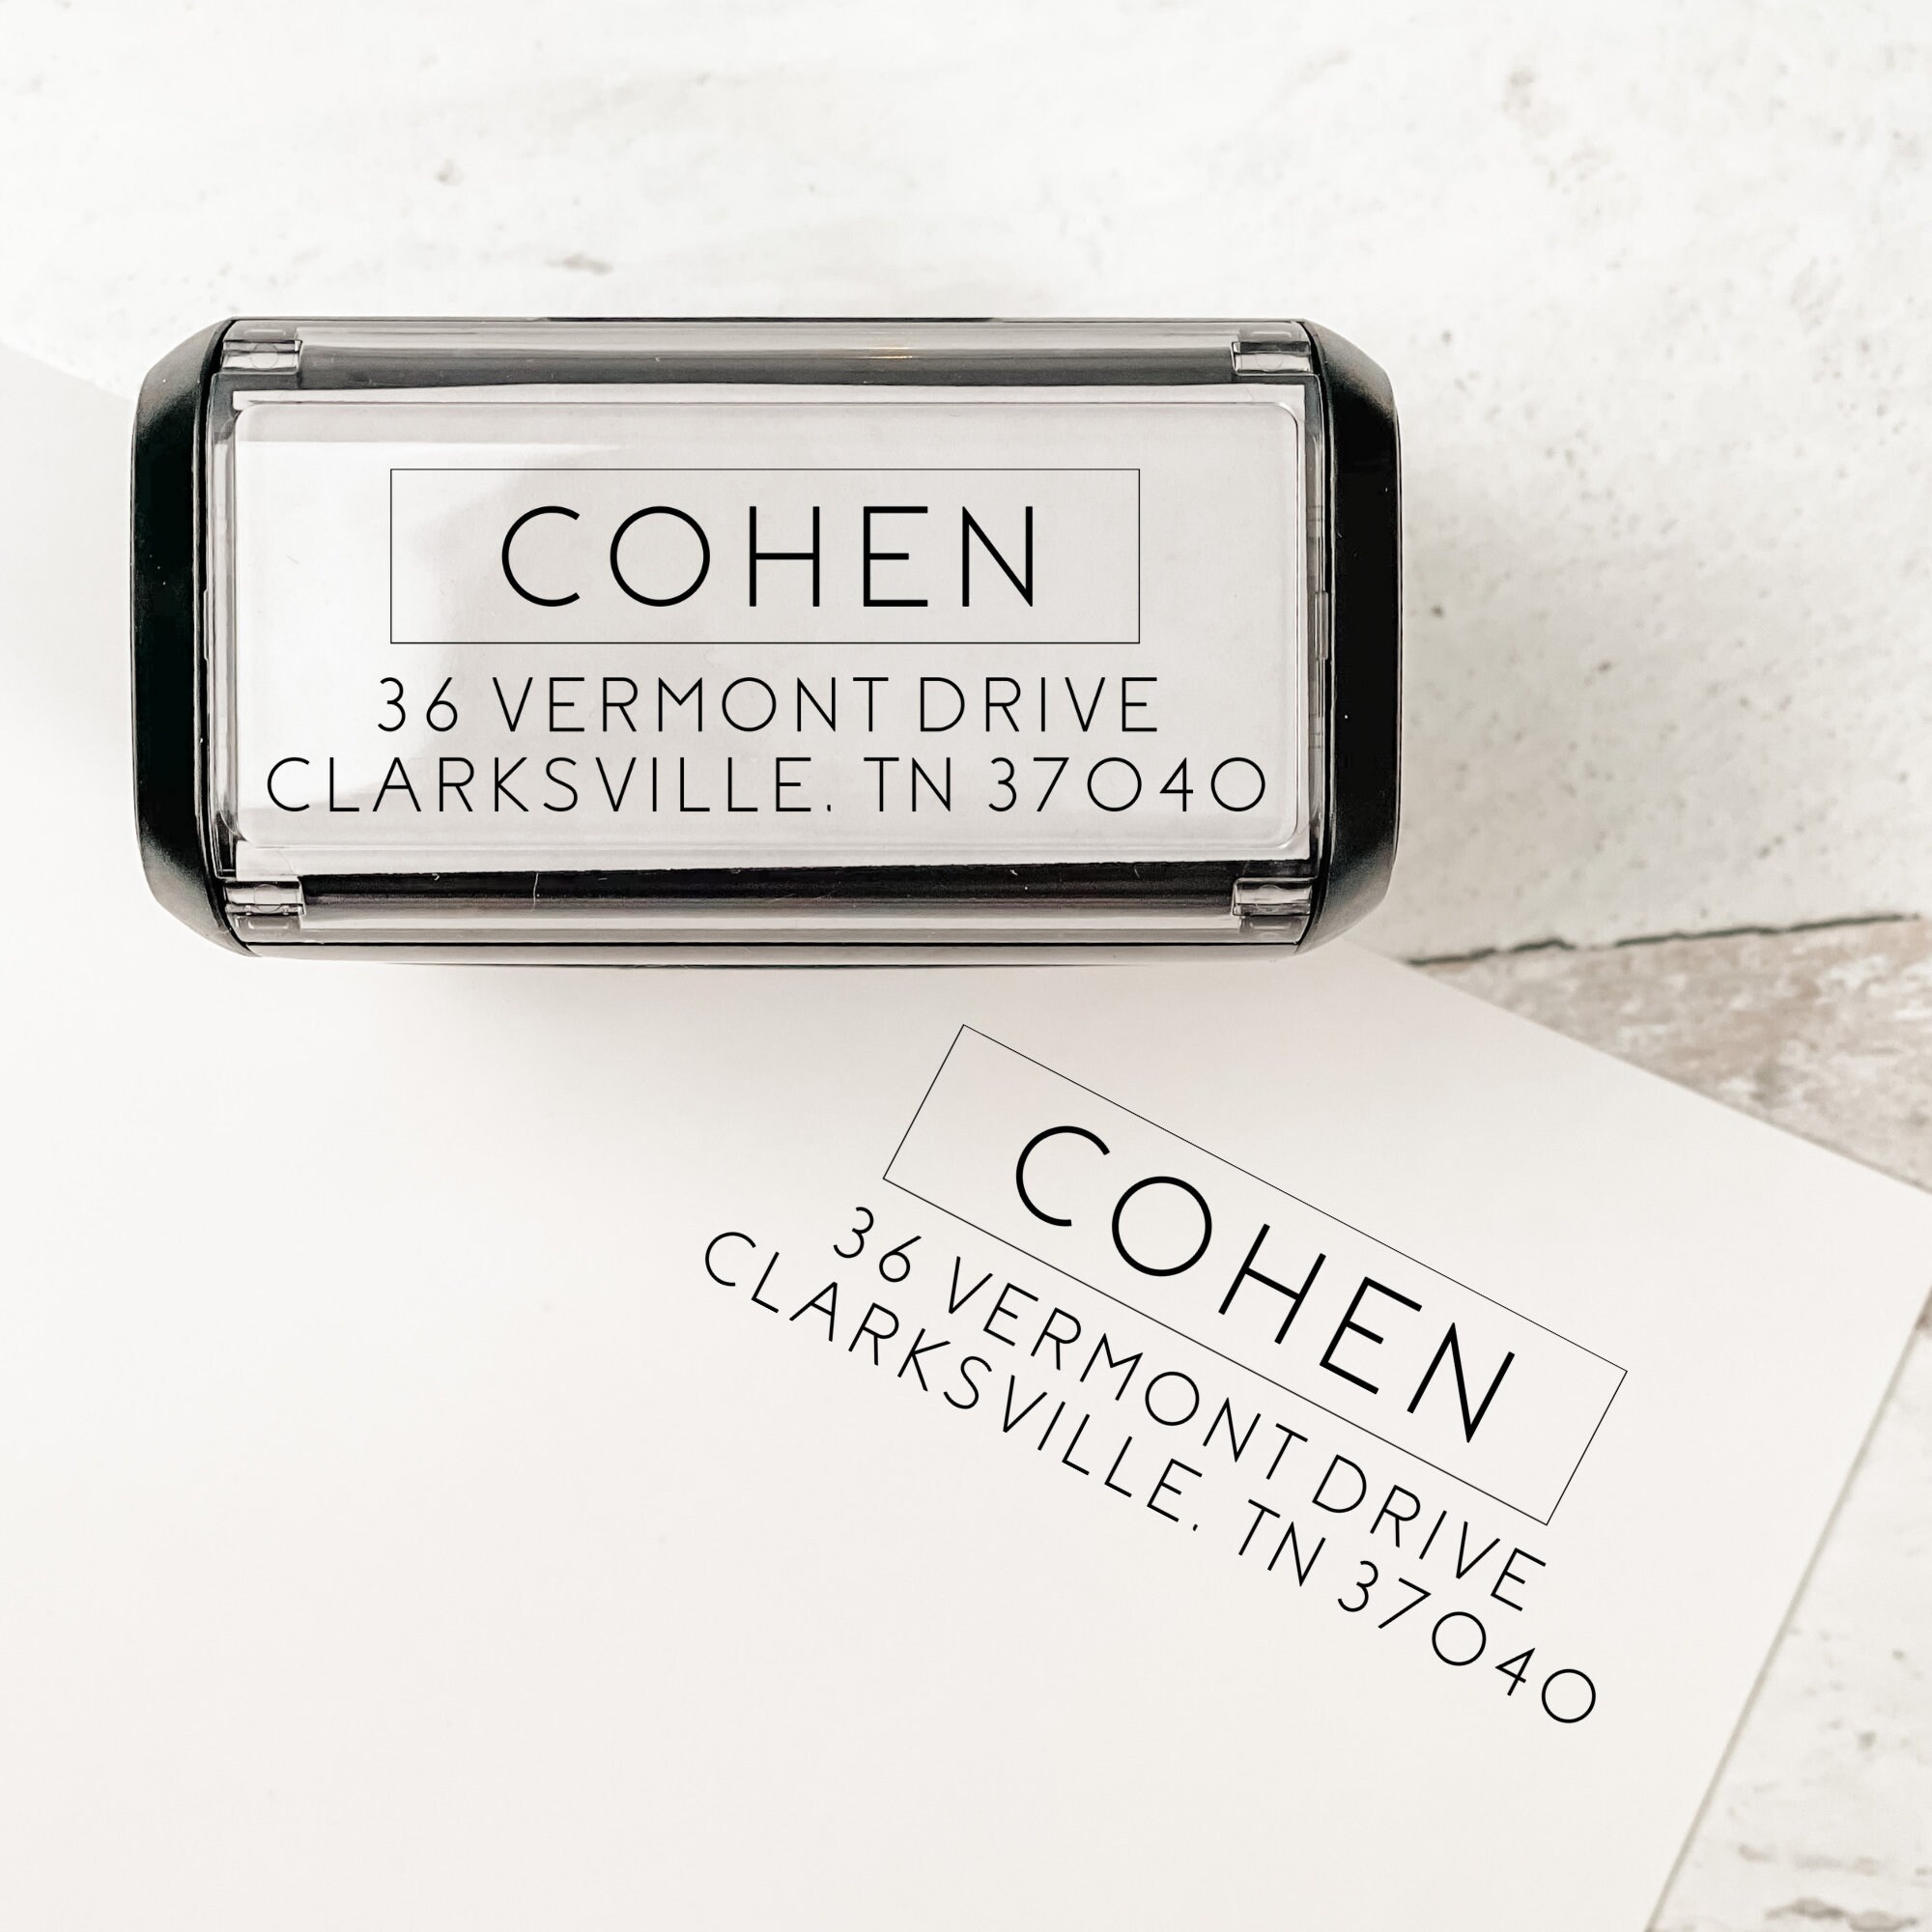 COHEN
36 VERMONT DRIVE
CLARKSVILLE, TN 37040
COHEN
36 VERMONT DRIVE
CLARKSVILLE, TN 37040